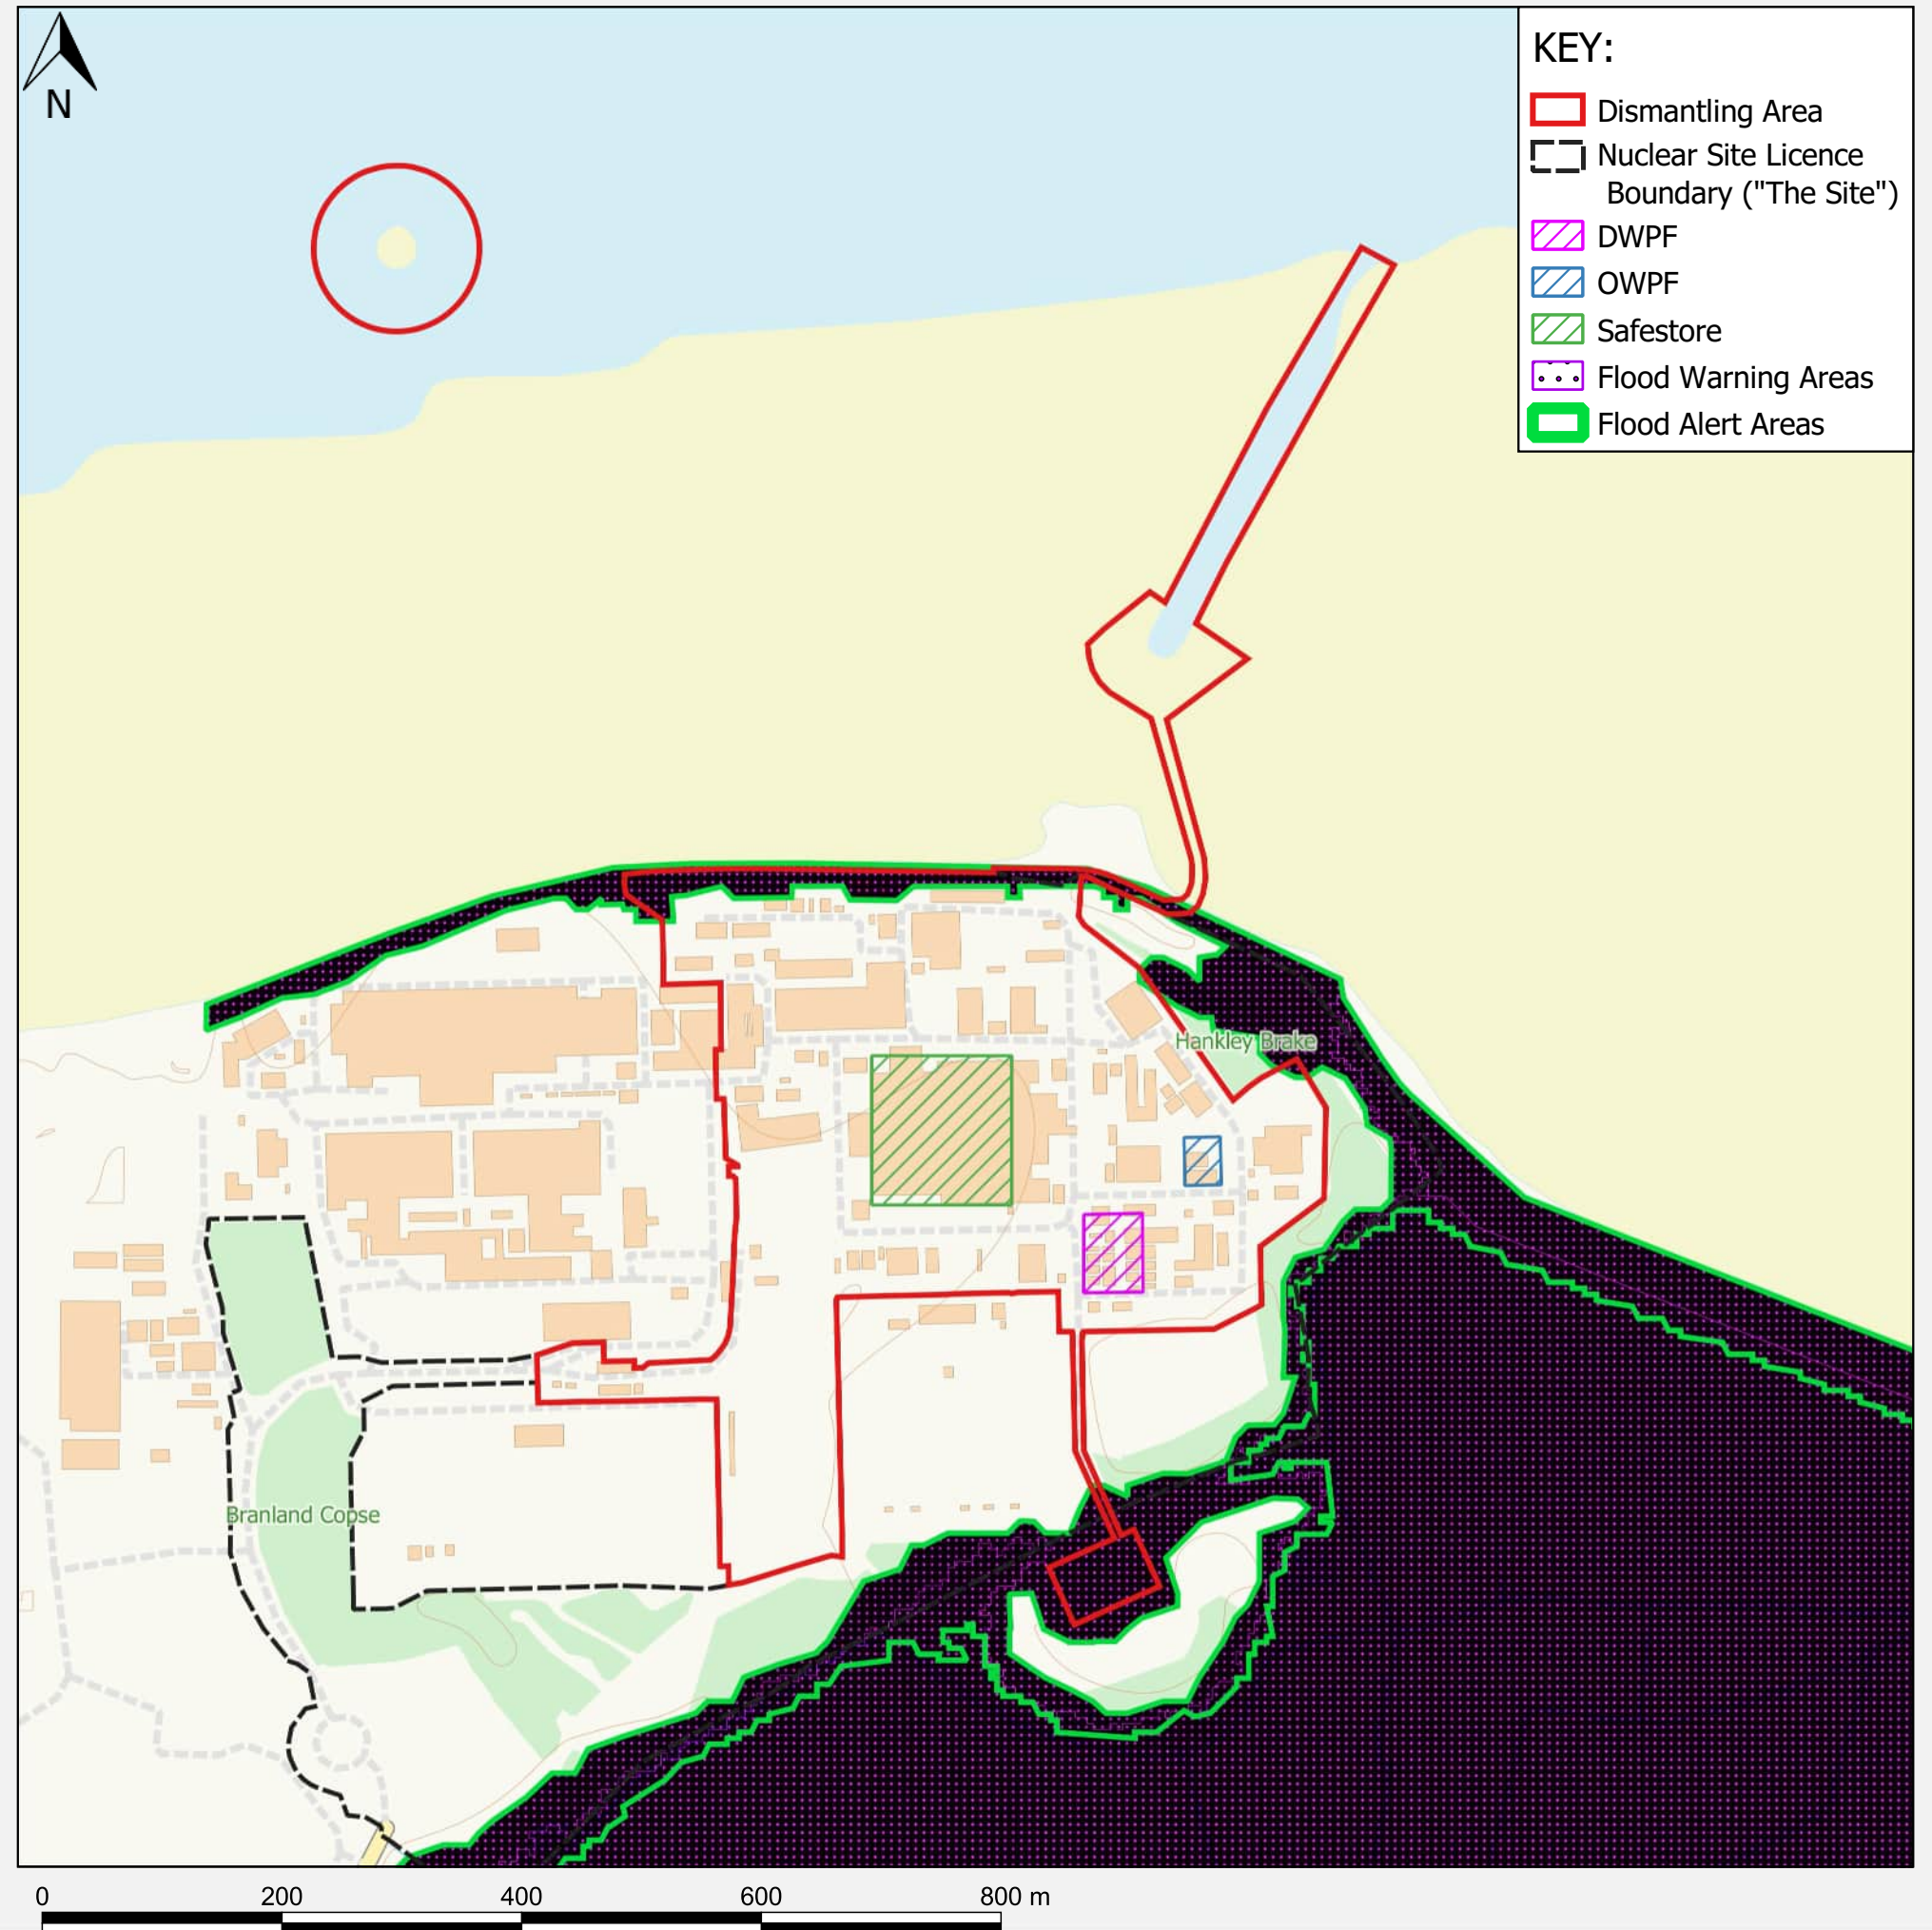 N
KEY:
Dismantling Area
Nuclear Site Licence
Boundary ("The Site")
DWPF
OWPF
Safestore
Flood Warning Areas
Flood Alert Areas
Hankley Brake
Branland Copse
0 200 400 600 800 m